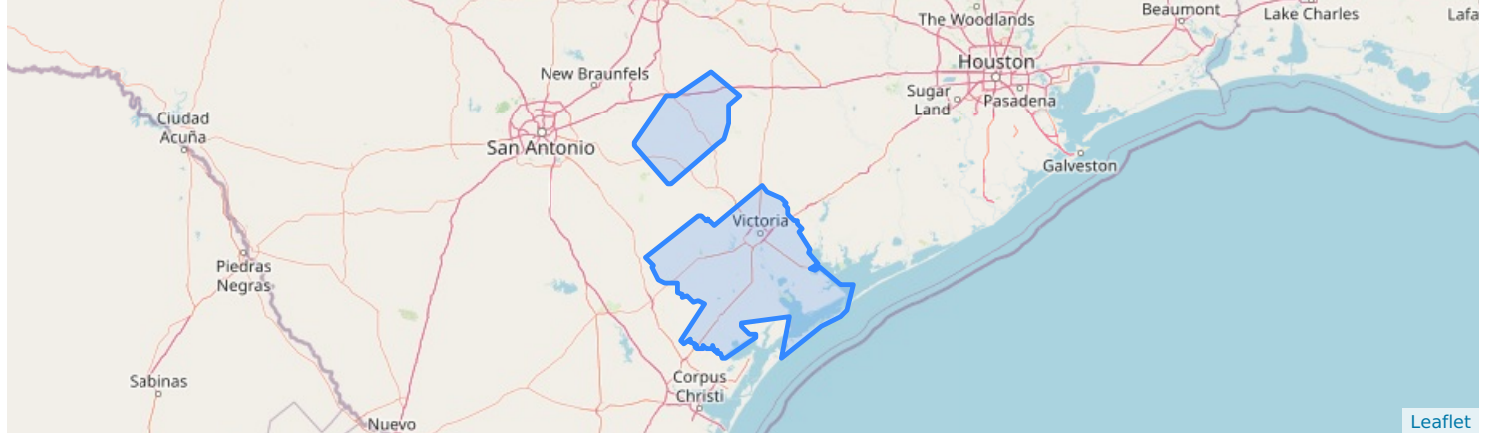 Beaumont
Lake Charles
Lafa
The Woodlands
Houston
New Braunfels
Sugar
Land
Pasadena
Ciudad
Acuña
San Antonio
Galveston
Victoria
Piedras
Negras
Sabinas
Corpus
Christi
Nuevo
Leaflet